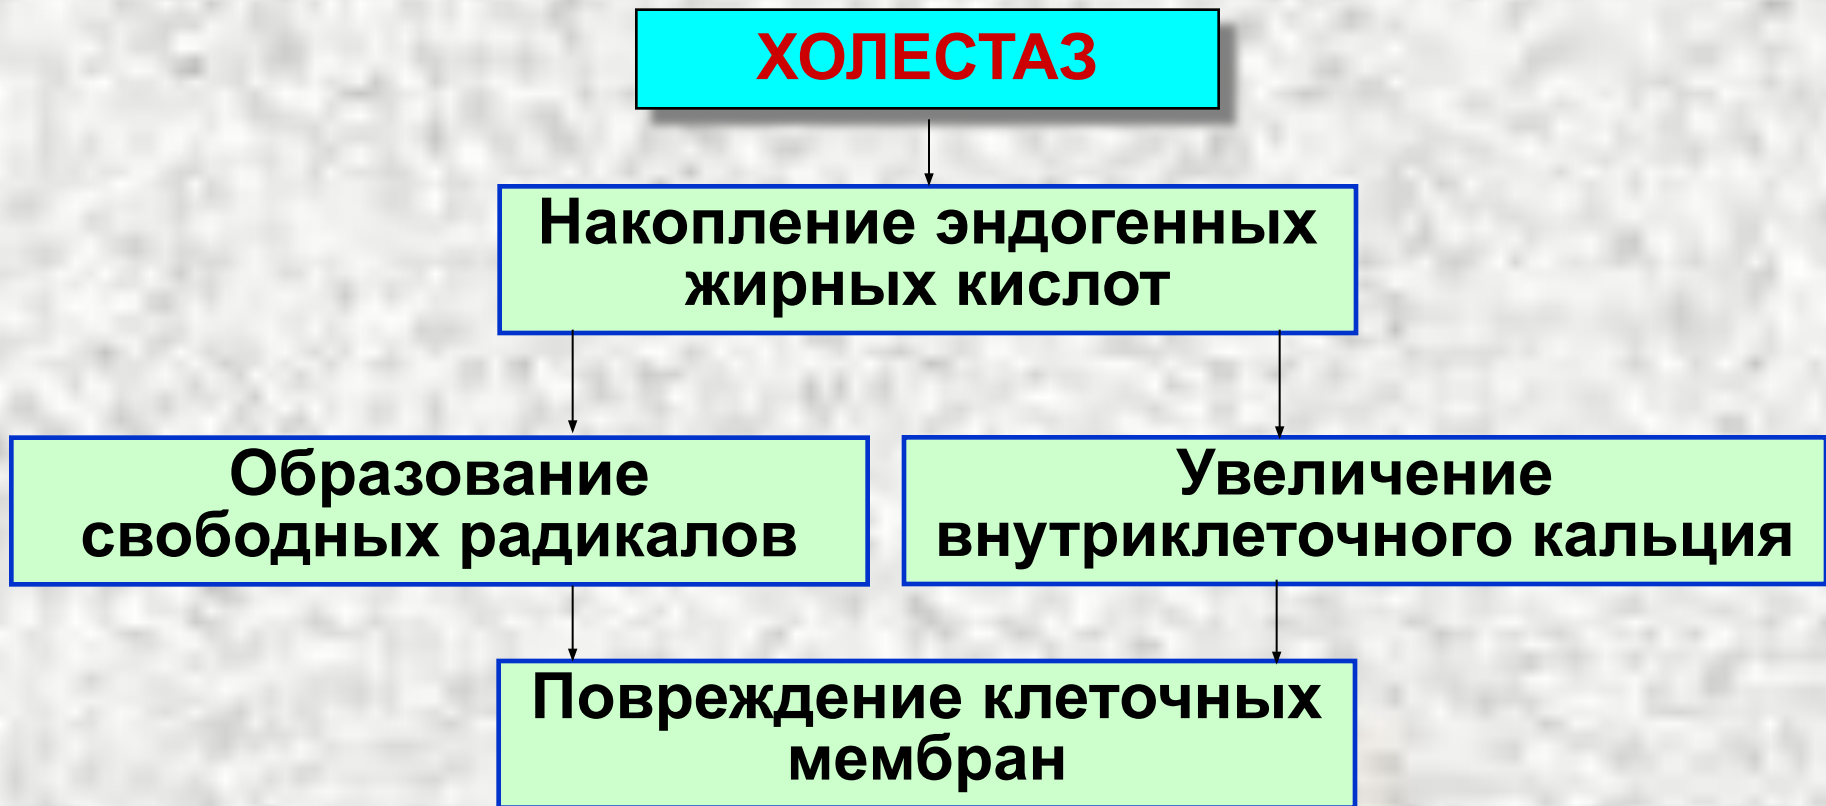 ХОЛЕСТАЗ
Накопление эндогенных
жирных кислот
Образование
свободных радикалов
Увеличение
внутриклеточного кальция
Повреждение клеточных
мембран